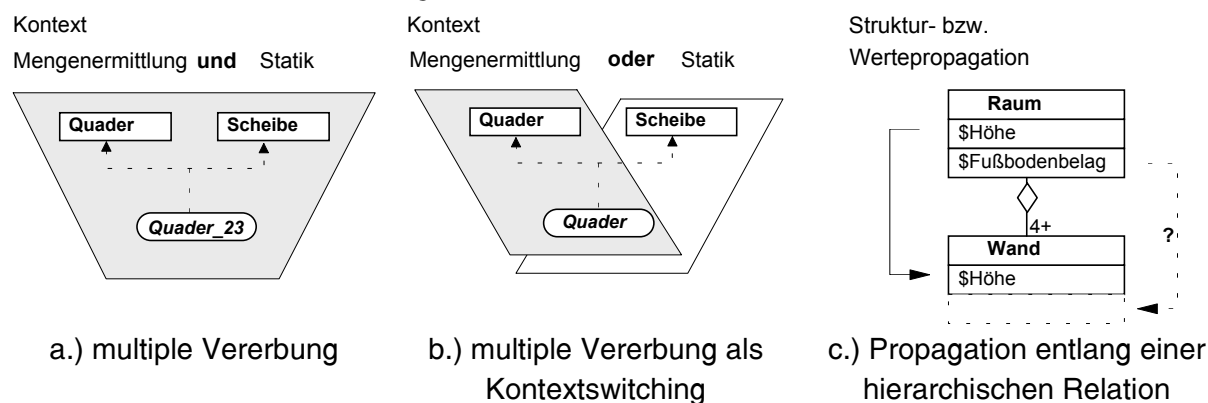 Kontext
Mengenermittlung und Statik
Quader
Scheibe
Quader_23
a.) multiple Vererbung
Kontext
Mengenermittlung oder Statik
Quader
Scheibe
Quader
b.) multiple Vererbung als
Kontextswitching
Struktur- bzw.
Wertepropagation
Raum
$Höhe
$Fußbodenbelag
4+
?
Wand
$Höhe
c.) Propagation entlang einer
hierarchischen Relation